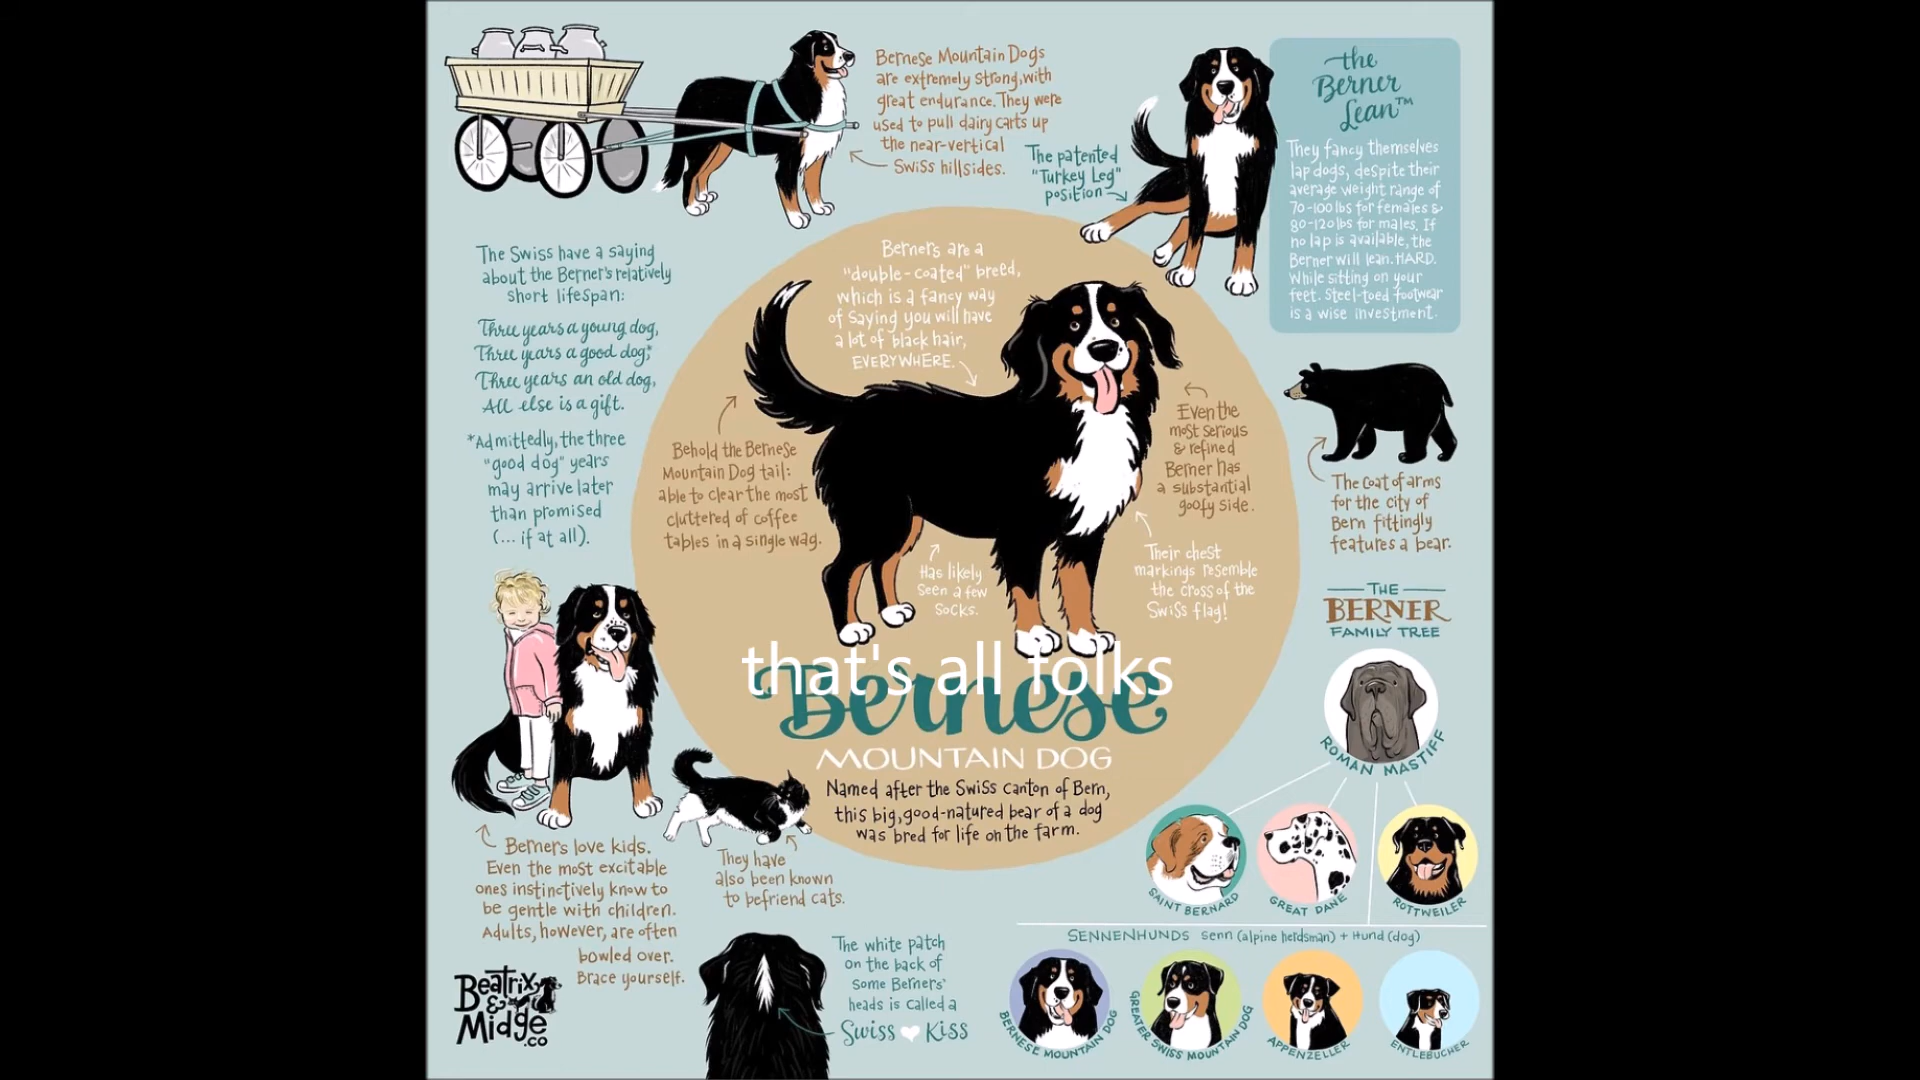 Bernese Mountain Dogs
are extremely strong, with
great endurance. They were
used to pull dairy carts up
the near-vertical
Swiss hillsides.
The patented
"Turkey Leg"
position
the
Berner
Lean™
They fancy themselves
lap dogs, despite their
average weight range of
70-100 lbs for females &
80-120 lbs for males. If
no lap is available, the
Berner will lean. HARD.
While sitting on your
feet. Steel-toed footwear
is a wise investment.
The Swiss have a saying
about the Berner's relatively
short lifespan:
Three years a young dog,
Three years a good dog,*
Three years an old dog,
All else is a gift.
*Admittedly, the three
"good dog" years
may arrive later
than promised
(... if at all).
Berners are a
"double-coated" breed,
which is a fancy way
of saying you will have
a lot of black hair,
EVERYWHERE.
Behold the Bernese
Mountain Dog tail:
able to clear the most
cluttered of coffee
tables in a single wag.
Even the
most serious
& refined
Berner has
a substantial
goofy side.
Has likely
seen a few
socks.
Their chest
markings resemble
the cross of the
Swiss flag!
The coat of arms
for the city of
Bern fittingly
features a bear.
that's all folks
Bernese
MOUNTAIN DOG
Named after the Swiss canton of Bern,
this big, good-natured bear of a dog
was bred for life on the farm.
THE
BERNER
FAMILY TREE
ROMAN MASTIFF
SAINT BERNARD
GREAT DANE
ROTTWEILER
SENNENHUNDS senn (alpine herdsman) + Hund (dog)
BERNESE MOUNTAIN DOG
GREATER SWISS MOUNTAIN DOG
APPENZELLER
ENTLEBUCHER
Berners love kids.
Even the most excitable
ones instinctively know to
be gentle with children.
Adults, however, are often
bowled over.
Brace yourself.
They have
also been known
to befriend cats.
The white patch
on the back of
some Berners'
heads is called a
Swiss Kiss
Beatrix
&
Midge
.co